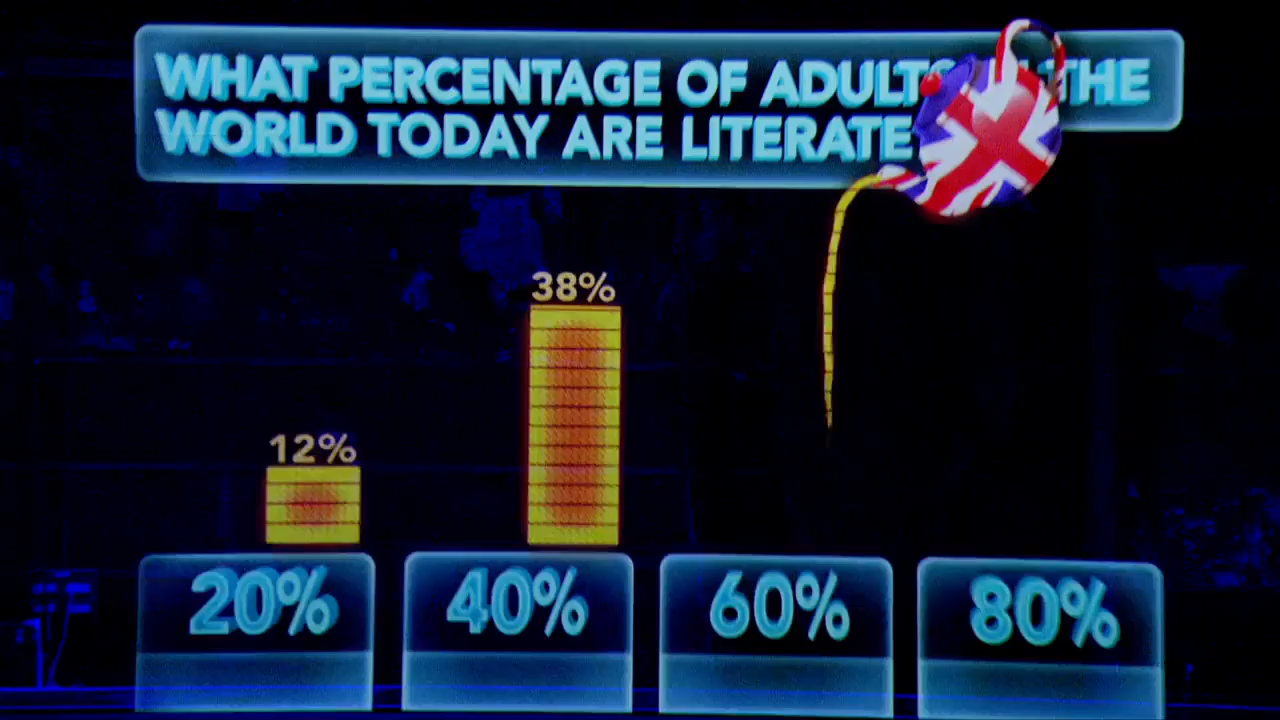 WHAT PERCENTAGE OF ADULTS THE
WORLD TODAY ARE LITERATE
38%
12%
20% 40% 60% 80%